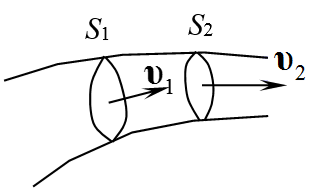 S₁ S₂
𝛖₁ 𝛖₂